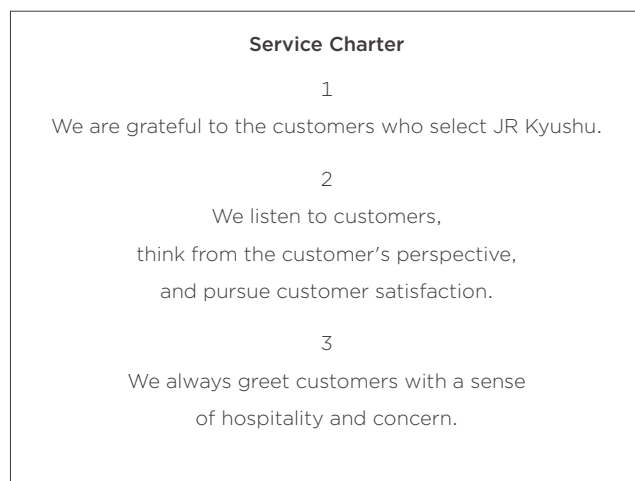 Service Charter
1
We are grateful to the customers who select JR Kyushu.
2
We listen to customers,
think from the customer's perspective,
and pursue customer satisfaction.
3
We always greet customers with a sense
of hospitality and concern.